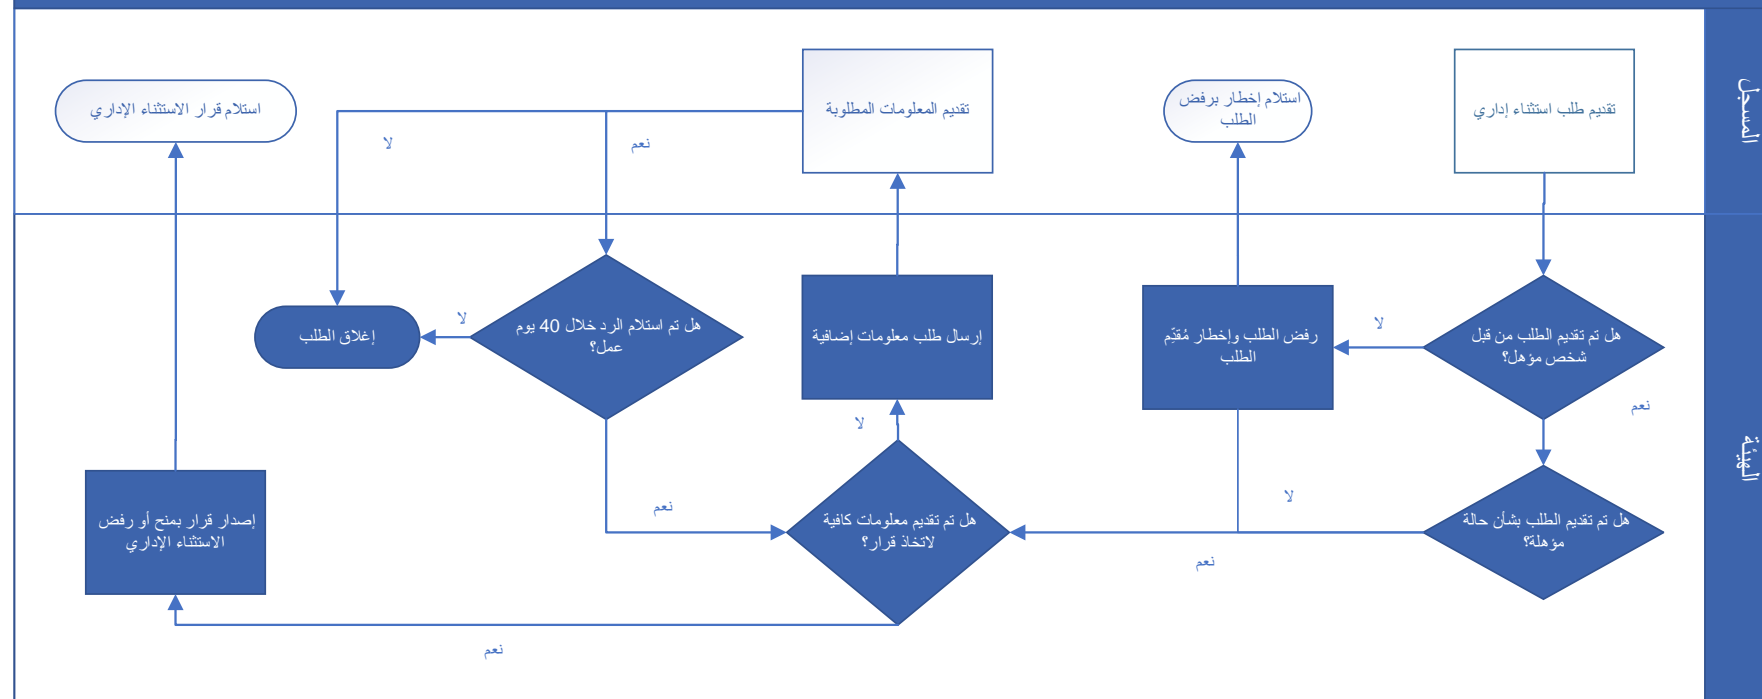 المسجل
تقديم طلب استثناء إداري
استلام إخطار برفض
الطلب
تقديم المعلومات المطلوبة
نعم
لا
استلام قرار الاستثناء الإداري
الهيئة
هل تم تقديم الطلب من قبل
شخص مؤهل؟
لا
نعم
رفض الطلب وإخطار مُقدِّم
الطلب
إرسال طلب معلومات إضافية
هل تم استلام الرد خلال 40 يوم
عمل؟
لا
إغلاق الطلب
هل تم تقديم الطلب بشأن حالة
مؤهلة؟
لا
نعم
هل تم تقديم معلومات كافية
لاتخاذ قرار؟
لا
نعم
إصدار قرار بمنح أو رفض
الاستثناء الإداري
نعم